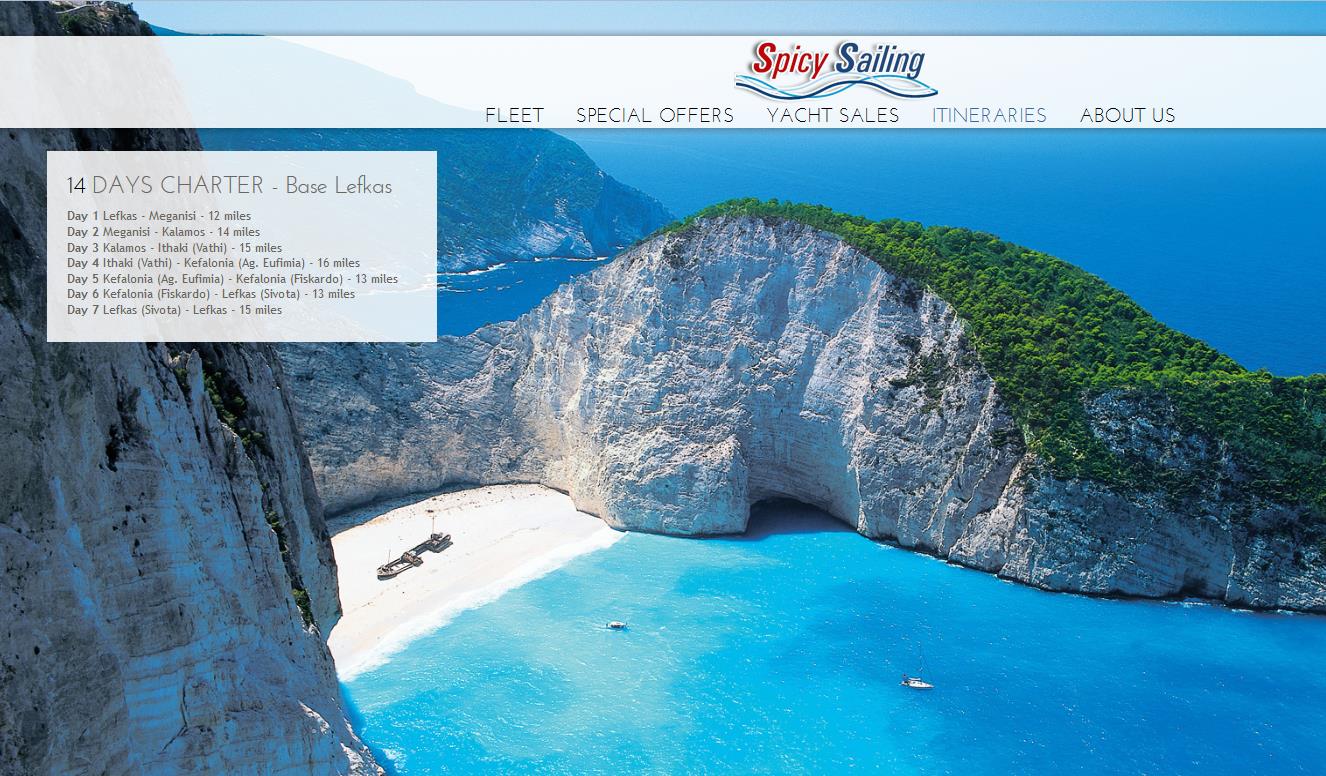 Spicy Sailing
FLEET SPECIAL OFFERS YACHT SALES ITINERARIES ABOUT US
14 DAYS CHARTER - Base Lefkas
Day 1 Lefkas - Meganisi - 12 miles
Day 2 Meganisi - Kalamos - 14 miles
Day 3 Kalamos - Ithaki (Vathi) - 15 miles
Day 4 Ithaki (Vathi) - Kefalonia (Ag. Eufimia) - 16 miles
Day 5 Kefalonia (Ag. Eufimia) - Kefalonia (Fiskardo) - 13 miles
Day 6 Kefalonia (Fiskardo) - Lefkas (Sivota) - 13 miles
Day 7 Lefkas (Sivota) - Lefkas - 15 miles